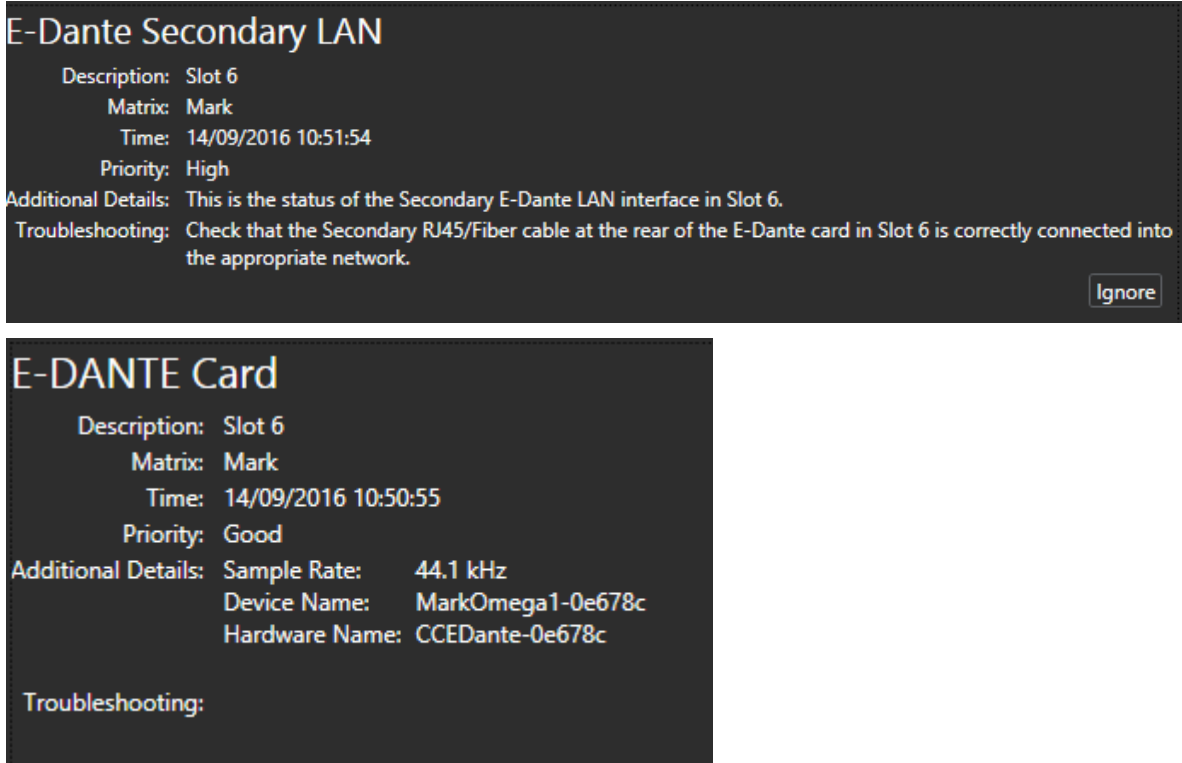 E-Dante Secondary LAN
Description: Slot 6
Matrix: Mark
Time: 14/09/2016 10:51:54
Priority: High
Additional Details: This is the status of the Secondary E-Dante LAN interface in Slot 6.
Troubleshooting: Check that the Secondary RJ45/Fiber cable at the rear of the E-Dante card in Slot 6 is correctly connected into
the appropriate network.
Ignore
E-DANTE Card
Description: Slot 6
Matrix: Mark
Time: 14/09/2016 10:50:55
Priority: Good
Additional Details: Sample Rate: 44.1 kHz
Device Name: MarkOmega1-0e678c
Hardware Name: CCEDante-0e678c
Troubleshooting: